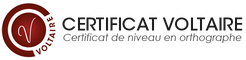 V
VOLTAIRE
CERTIFICAT VOLTAIRE
Certificat de niveau en orthographe